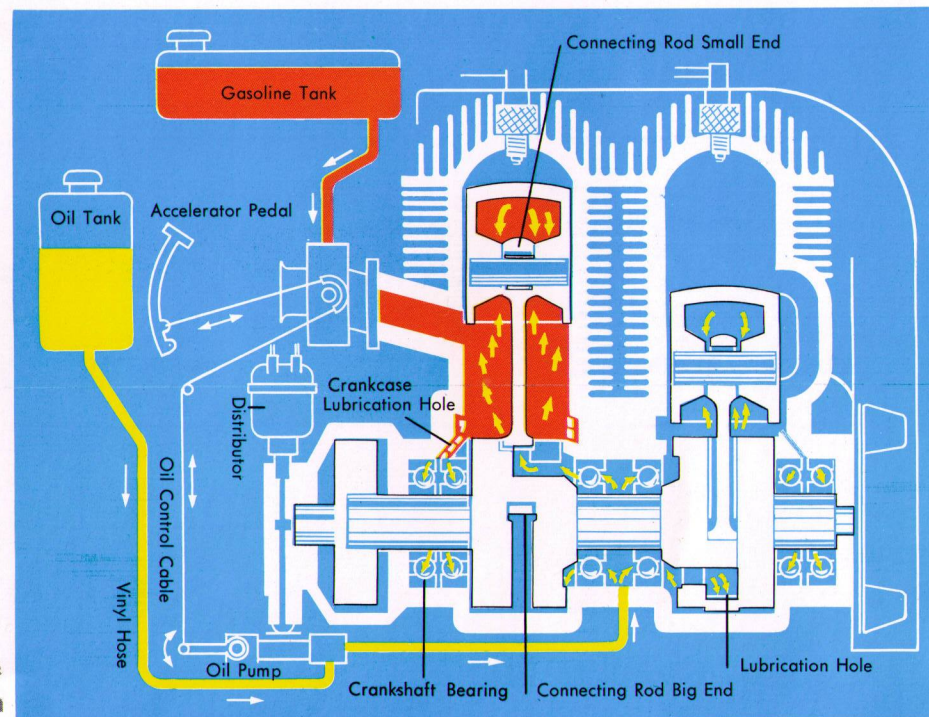 Connecting Rod Small End
Gasoline Tank
Oil Tank
Accelerator Pedal
Crankcase
Lubrication Hole
Distributor
Oil Control Cable
Vinyl Hose
Oil Pump
Lubrication Hole
Crankshaft Bearing
Connecting Rod Big End